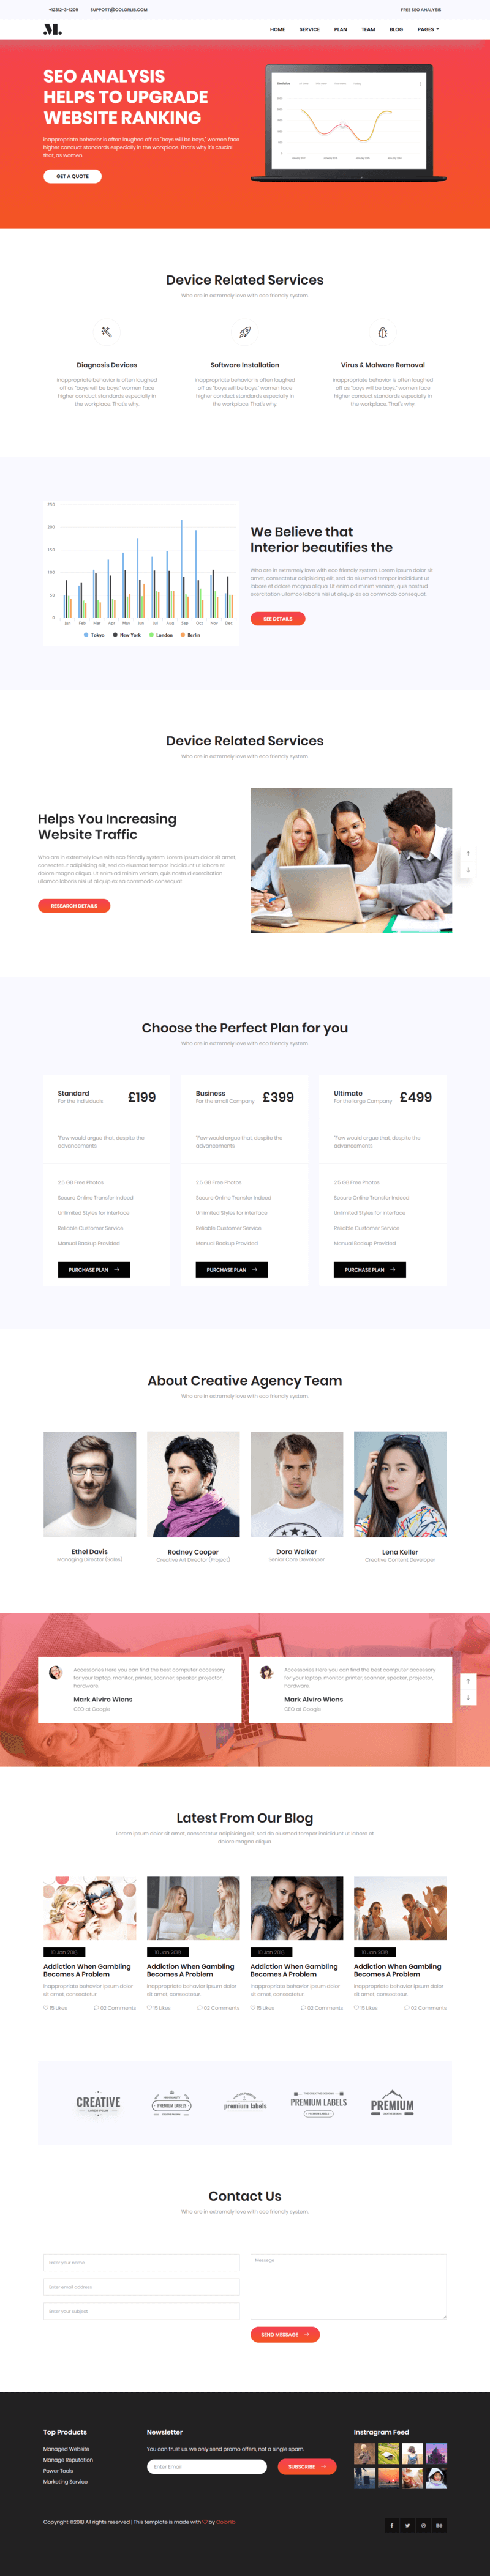 +12312-3-1209 SUPPORT@COLORLIB.COM FREE SEO ANALYSIS
HOME SERVICE PLAN TEAM BLOG PAGES
SEO ANALYSIS
HELPS TO UPGRADE
WEBSITE RANKING
inappropriate behavior is often laughed off as "boys will be boys," women face
higher conduct standards especially in the workplace. That's why it's crucial
that, as women.
GET A QUOTE
Statistics
Device Related Services
Who are in extremely love with eco friendly system.
Diagnosis Devices
inappropriate behavior is often laughed
off as "boys will be boys," women face
higher conduct standards especially in
the workplace. That's why.
Software Installation
inappropriate behavior is often laughed
off as "boys will be boys," women face
higher conduct standards especially in
the workplace. That's why.
Virus & Malware Removal
inappropriate behavior is often laughed
off as "boys will be boys," women face
higher conduct standards especially in
the workplace. That's why.
250
200
150
100
50
0
Jan Feb Mar Apr May Jun Jul Aug Sep Oct Nov Dec
Tokyo New York London Berlin
We Believe that
Interior beautifies the
Who are in extremely love with eco friendly system. Lorem ipsum dolor sit
amet, consectetur adipisicing elit, sed do eiusmod tempor incididunt ut
labore et dolore magna aliqua. Ut enim ad minim veniam, quis nostrud
exercitation ullamco laboris nisi ut aliquip ex ea commodo consequat.
SEE DETAILS
Device Related Services
Who are in extremely love with eco friendly system.
Helps You Increasing
Website Traffic
Who are in extremely love with eco friendly system. Lorem ipsum dolor sit amet,
consectetur adipisicing elit, sed do eiusmod tempor incididunt ut labore et
dolore magna aliqua. Ut enim ad minim veniam, quis nostrud exercitation
ullamco laboris nisi ut aliquip ex ea commodo consequat.
RESEARCH DETAILS
Choose the Perfect Plan for you
Who are in extremely love with eco friendly system.
Standard
For the individuals
£199
"Few would argue that, despite the
advancements
2.5 GB Free Photos
Secure Online Transfer Indeed
Unlimited Styles for interface
Reliable Customer Service
Manual Backup Provided
PURCHASE PLAN →
Business
For the small Company
£399
"Few would argue that, despite the
advancements
2.5 GB Free Photos
Secure Online Transfer Indeed
Unlimited Styles for interface
Reliable Customer Service
Manual Backup Provided
PURCHASE PLAN →
Ultimate
For the large Company
£499
"Few would argue that, despite the
advancements
2.5 GB Free Photos
Secure Online Transfer Indeed
Unlimited Styles for interface
Reliable Customer Service
Manual Backup Provided
PURCHASE PLAN →
About Creative Agency Team
Who are in extremely love with eco friendly system.
Ethel Davis
Managing Director (Sales)
Rodney Cooper
Creative Art Director (Project)
Dora Walker
Senior Core Developer
Lena Keller
Creative Content Developer
Accessories Here you can find the best computer accessory
for your laptop, monitor, printer, scanner, speaker, projector,
hardware.
Mark Alviro Wiens
CEO at Google
Accessories Here you can find the best computer accessory
for your laptop, monitor, printer, scanner, speaker, projector,
hardware.
Mark Alviro Wiens
CEO at Google
Latest From Our Blog
Lorem ipsum dolor sit amet, consectetur adipisicing elit, sed do eiusmod tempor incididunt ut labore et
dolore magna aliqua.
10 Jan 2018
Addiction When Gambling
Becomes A Problem
inappropriate behavior ipsum dolor
sit amet, consectetur.
15 Likes 02 Comments
10 Jan 2018
Addiction When Gambling
Becomes A Problem
inappropriate behavior ipsum dolor
sit amet, consectetur.
15 Likes 02 Comments
10 Jan 2018
Addiction When Gambling
Becomes A Problem
inappropriate behavior ipsum dolor
sit amet, consectetur.
15 Likes 02 Comments
10 Jan 2018
Addiction When Gambling
Becomes A Problem
inappropriate behavior ipsum dolor
sit amet, consectetur.
15 Likes 02 Comments
CREATIVE
PREMIUM LABELS
premium labels
PREMIUM LABELS
PREMIUM
Contact Us
Who are in extremely love with eco friendly system.
Enter your name
Enter email address
Enter your subject
Message
SEND MESSAGE →
Top Products
Managed Website
Manage Reputation
Power Tools
Marketing Service
Newsletter
You can trust us. we only send promo offers, not a single spam.
Enter Email
SUBSCRIBE →
Instragram Feed
Copyright ©2018 All rights reserved | This template is made with ♡ by Colorlib
f Bē